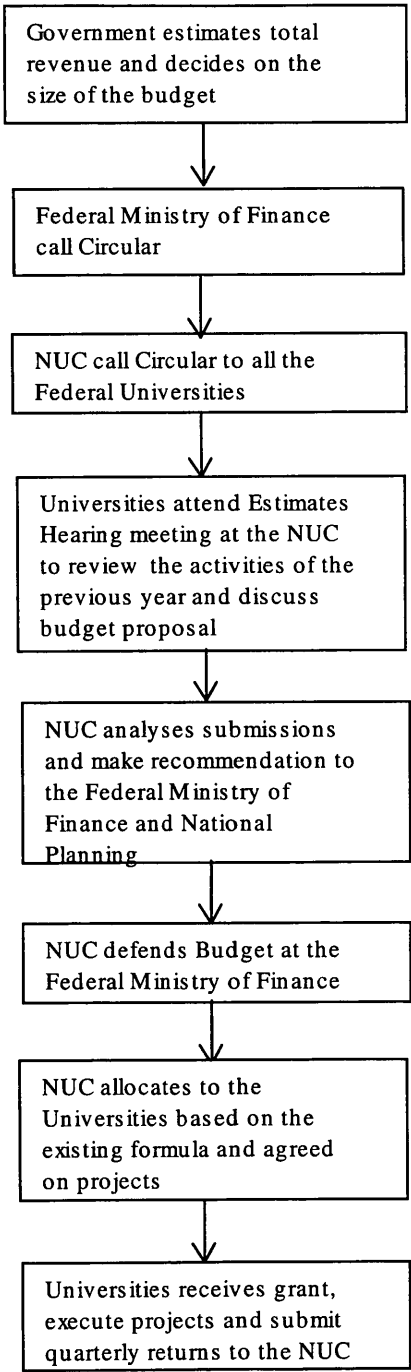 Government estimates total
revenue and decides on the
size of the budget
Federal Ministry of Finance
call Circular
NUC call Circular to all the
Federal Universities
Universities attend Estimates
Hearing meeting at the NUC
to review the activities of the
previous year and discuss
budget proposal
NUC analyses submissions
and make recommendation to
the Federal Ministry of
Finance and National
Planning
NUC defends Budget at the
Federal Ministry of Finance
NUC allocates to the
Universities based on the
existing formula and agreed
on projects
Universities receives grant,
execute projects and submit
quarterly returns to the NUC